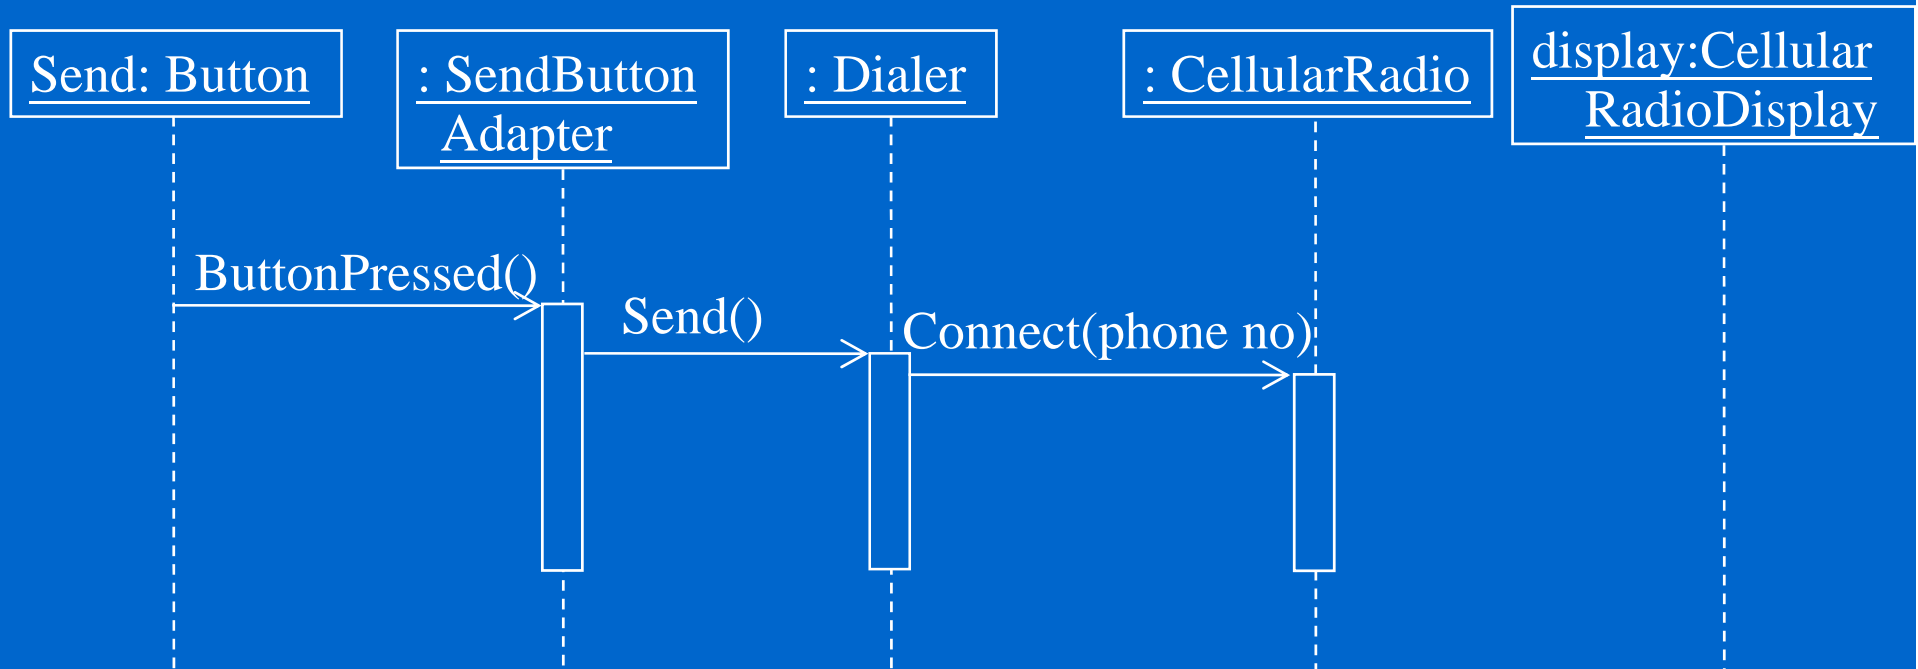 Send: Button
: SendButton
Adapter
: Dialer
: CellularRadio
display:Cellular
RadioDisplay
ButtonPressed()
Send()
Connect(phone no)